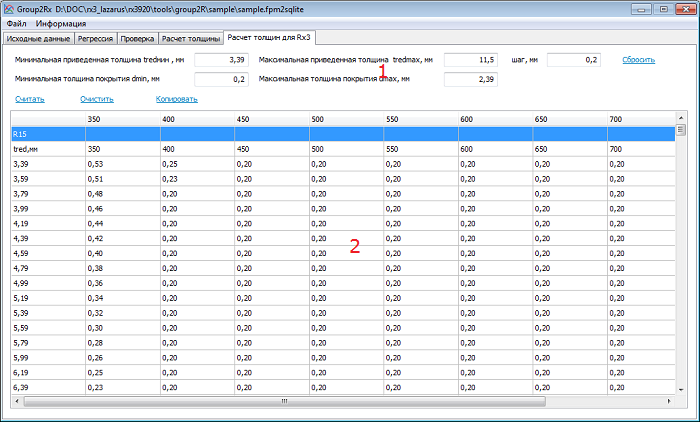 Group2Rx D:\DOC\rx3_lazarus\rx3920\tools\group2R\sample\sample.fpm2sqlite
Файл Информация
Исходные данные Регрессия Проверка Расчет толщины Расчет толщин для Rx3
Минимальная приведенная толщина tredмин , мм 3,39 Максимальная приведенная толщина tredmax, мм 11,5 шаг, мм 0,2 Сбросить
1
Минимальная толщина покрытия dmin, мм 0,2 Максимальная толщина покрытия dmax, мм 2,39
Считать Очистить Копировать
350 400 450 500 550 600 650 700
R15
tred,мм 350 400 450 500 550 600 650 700
3,39 0,53 0,25 0,20 0,20 0,20 0,20 0,20 0,20
3,59 0,51 0,23 0,20 0,20 0,20 0,20 0,20 0,20
3,79 0,48 0,20 0,20 0,20 0,20 0,20 0,20 0,20
3,99 0,46 0,20 0,20 0,20 0,20 0,20 0,20 0,20
4,19 0,44 0,20 0,20 0,20 0,20 0,20 0,20 0,20
4,39 0,42 0,20 0,20 0,20 0,20 0,20 0,20 0,20
4,59 0,40 0,20 0,20 0,20 2 0,20 0,20 0,20 0,20
4,79 0,38 0,20 0,20 0,20 0,20 0,20 0,20 0,20
4,99 0,36 0,20 0,20 0,20 0,20 0,20 0,20 0,20
5,19 0,34 0,20 0,20 0,20 0,20 0,20 0,20 0,20
5,39 0,32 0,20 0,20 0,20 0,20 0,20 0,20 0,20
5,59 0,30 0,20 0,20 0,20 0,20 0,20 0,20 0,20
5,79 0,28 0,20 0,20 0,20 0,20 0,20 0,20 0,20
5,99 0,26 0,20 0,20 0,20 0,20 0,20 0,20 0,20
6,19 0,25 0,20 0,20 0,20 0,20 0,20 0,20 0,20
6,39 0,23 0,20 0,20 0,20 0,20 0,20 0,20 0,20